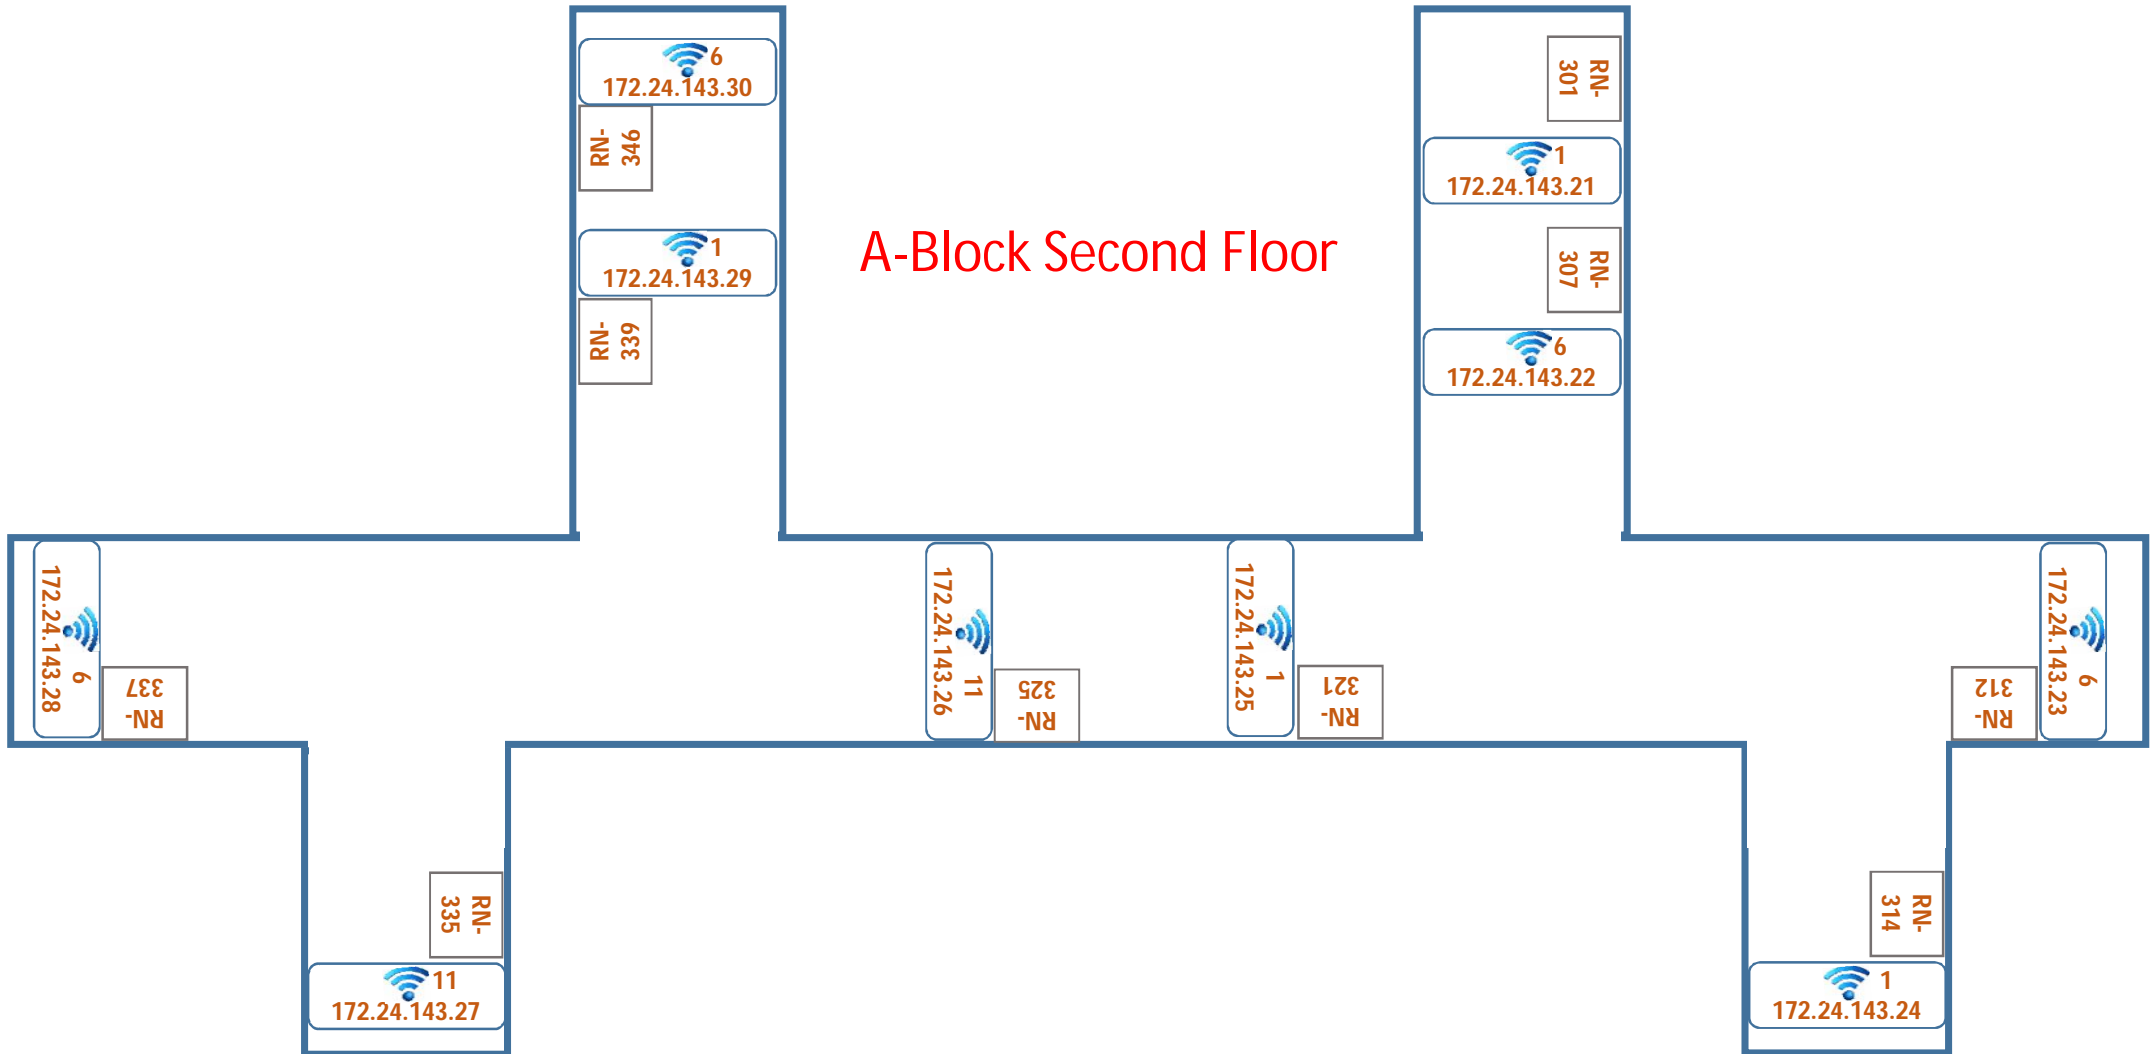 6
172.24.143.30
RN-
346
1
172.24.143.29
RN-
339
A-Block Second Floor
RN-
301
1
172.24.143.21
RN-
307
6
172.24.143.22
172.24.143.28
6
RN-
337
172.24.143.26
11
RN-
325
172.24.143.25
1
RN-
321
RN-
312
172.24.143.23
6
RN-
335
11
172.24.143.27
RN-
314
1
172.24.143.24